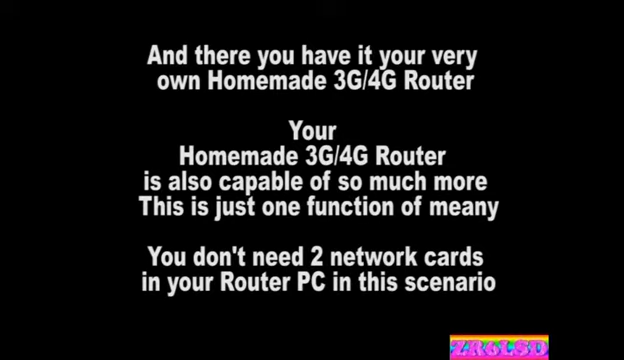 And there you have it your very
own Homemade 3G/4G Router
Your
Homemade 3G/4G Router
is also capable of so much more
This is just one function of meany
You don't need 2 network cards
in your Router PC in this scenario
ZR6LSD